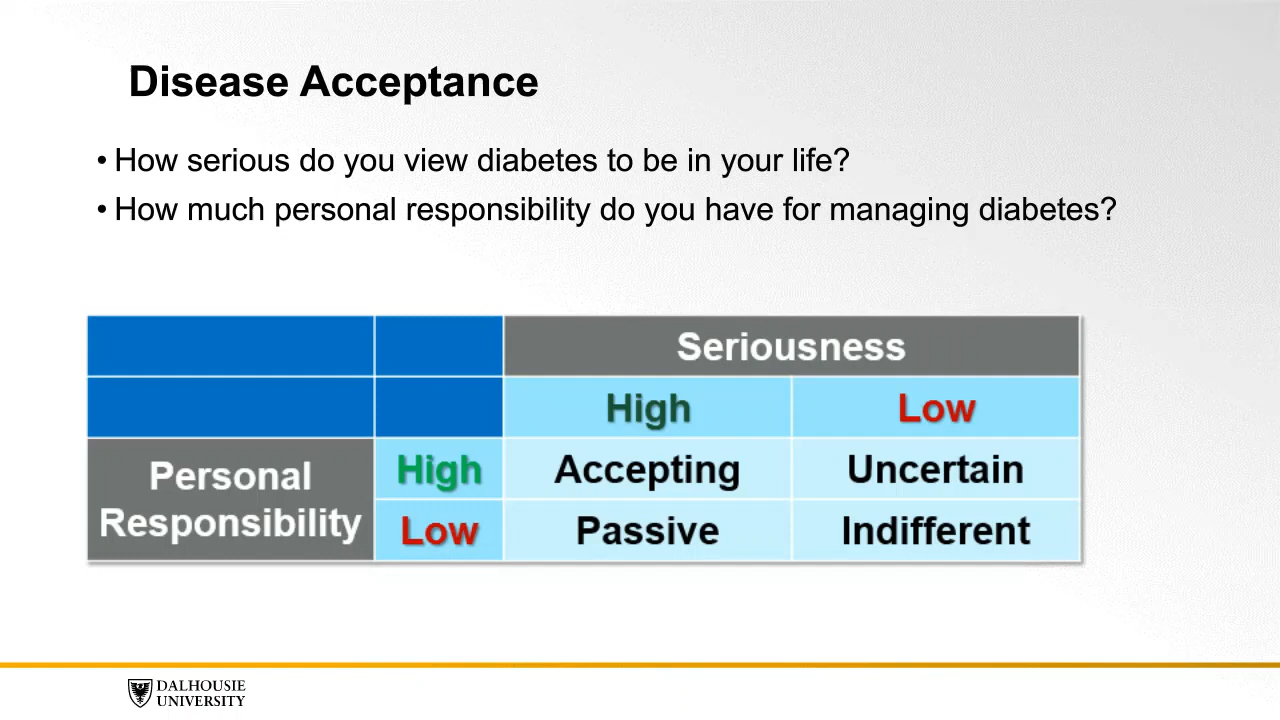 Disease Acceptance
• How serious do you view diabetes to be in your life?
• How much personal responsibility do you have for managing diabetes?
Seriousness
High Low
Personal Responsibility High Accepting Uncertain
Low Passive Indifferent
DALHOUSIE
UNIVERSITY